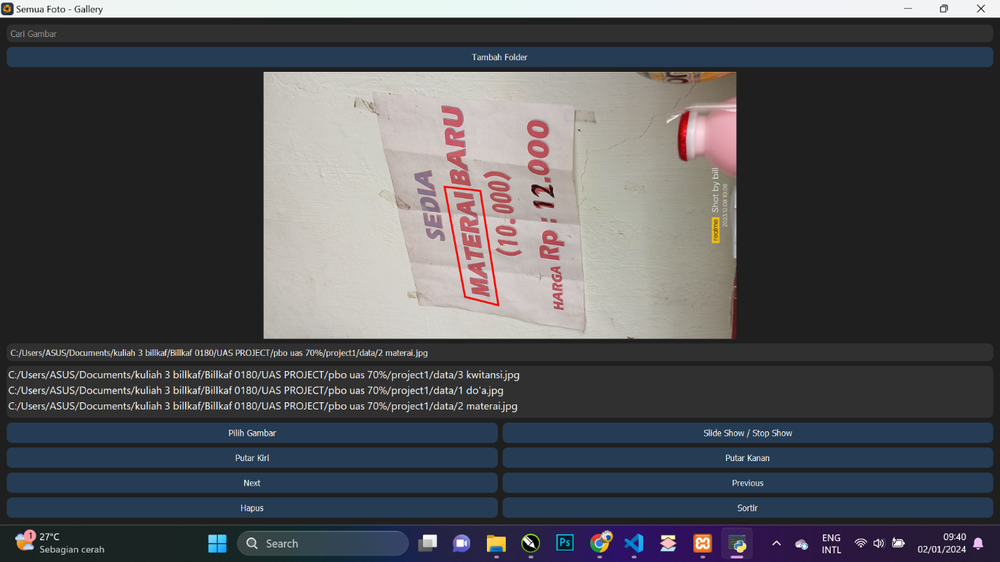 Semua Foto - Gallery
Cari Gambar
Tambah Folder
SEDIA
MATERAI BARU
(10.000)
HARGA Rp : 12.000
realme Shot by bill
2023.12.08 10:08
C:/Users/ASUS/Documents/kuliah 3 billkaf/Billkaf 0180/UAS PROJECT/pbo uas 70%/project1/data/2 materai.jpg
C:/Users/ASUS/Documents/kuliah 3 billkaf/Billkaf 0180/UAS PROJECT/pbo uas 70%/project1/data/3 kwitansi.jpg
C:/Users/ASUS/Documents/kuliah 3 billkaf/Billkaf 0180/UAS PROJECT/pbo uas 70%/project1/data/1 do'a.jpg
C:/Users/ASUS/Documents/kuliah 3 billkaf/Billkaf 0180/UAS PROJECT/pbo uas 70%/project1/data/2 materai.jpg
Pilih Gambar
Slide Show / Stop Show
Putar Kiri
Putar Kanan
Next
Previous
Hapus
Sortir
1
27°C
Sebagian cerah
Search
Ps
ENG
INTL
09:40
02/01/2024